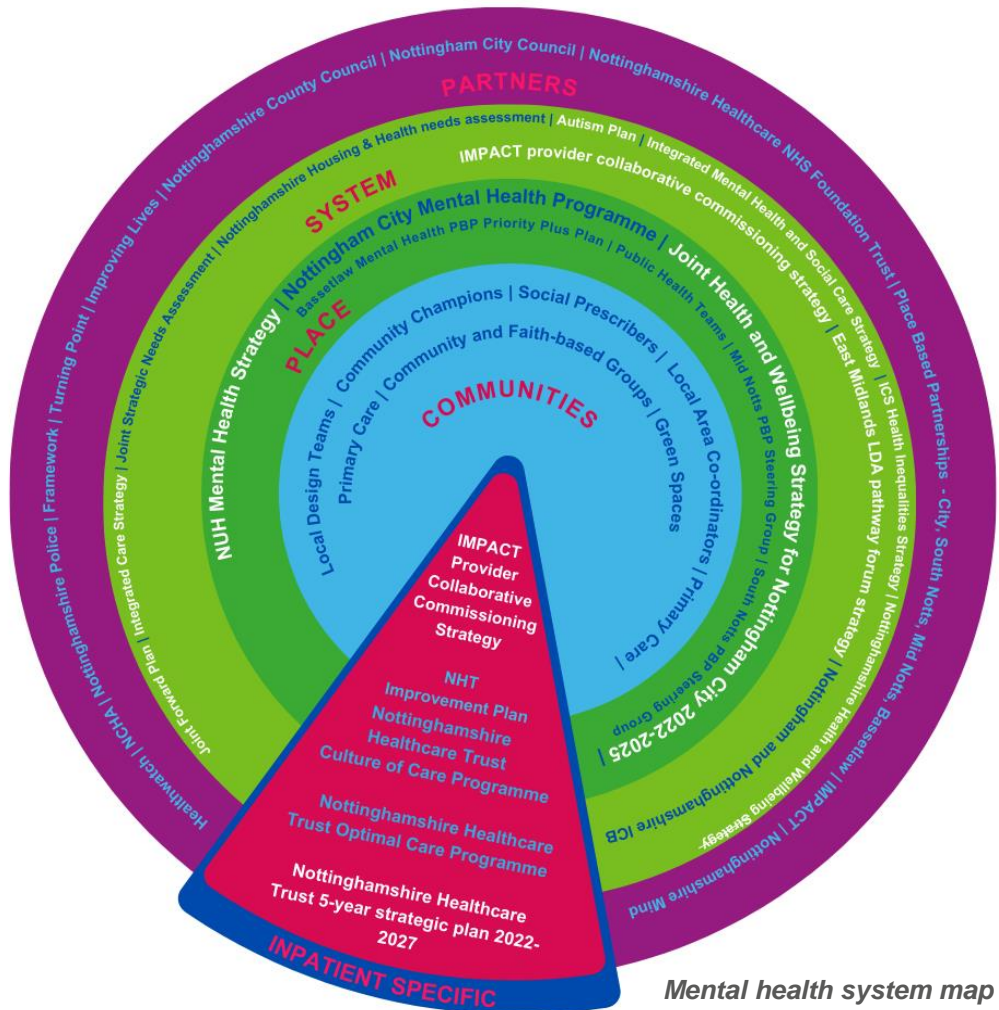 Healthwatch | NCHA | Nottinghamshire Police | Framework | Turning Point | Improving Lives | Nottinghamshire County Council | Nottingham City Council | Nottinghamshire Healthcare NHS Foundation Trust | Place Based Partnerships - City, South Notts, Mid Notts, Bassetlaw | IMPACT | Nottinghamshire Mind
PARTNERS
Joint Forward Plan | Integrated Care Strategy | Joint Strategic Needs Assessment | Nottinghamshire Housing & Health needs assessment | Autism Plan | Integrated Mental Health and Social Care Strategy | ICS Health Inequalities Strategy | Nottinghamshire Health and Wellbeing Strategy-
IMPACT provider collaborative commissioning strategy | East Midlands LDA pathway forum strategy | Nottingham and Nottinghamshire ICB
SYSTEM
NUH Mental Health Strategy | Nottingham City Mental Health Programme | Joint Health and Wellbeing Strategy for Nottingham City 2022-2025 |
Bassetlaw Mental Health PBP Priority Plus Plan | Public Health Teams | Mid Notts PBP Steering Group | South Notts PBP Steering Group
PLACE
Local Design Teams | Community Champions | Social Prescribers | Local Area Co-ordinators | Primary Care |
Primary Care | Community and Faith-based Groups | Green Spaces
COMMUNITIES
IMPACT
Provider
Collaborative
Commissioning
Strategy
NHT
Improvement Plan
Nottinghamshire
Healthcare Trust
Culture of Care Programme
Nottinghamshire Healthcare
Trust Optimal Care Programme
Nottinghamshire Healthcare
Trust 5-year strategic plan 2022-
2027
INPATIENT SPECIFIC
Mental health system map